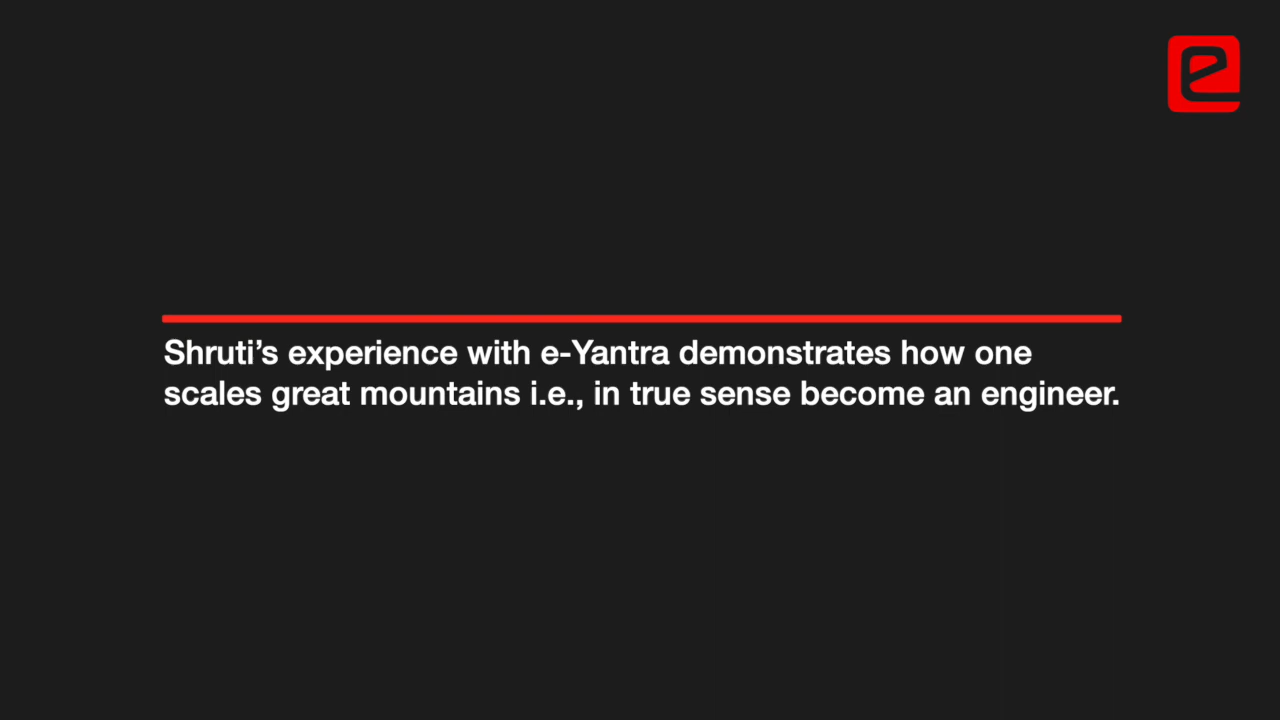 Shruti’s experience with e-Yantra demonstrates how one
scales great mountains i.e., in true sense become an engineer.